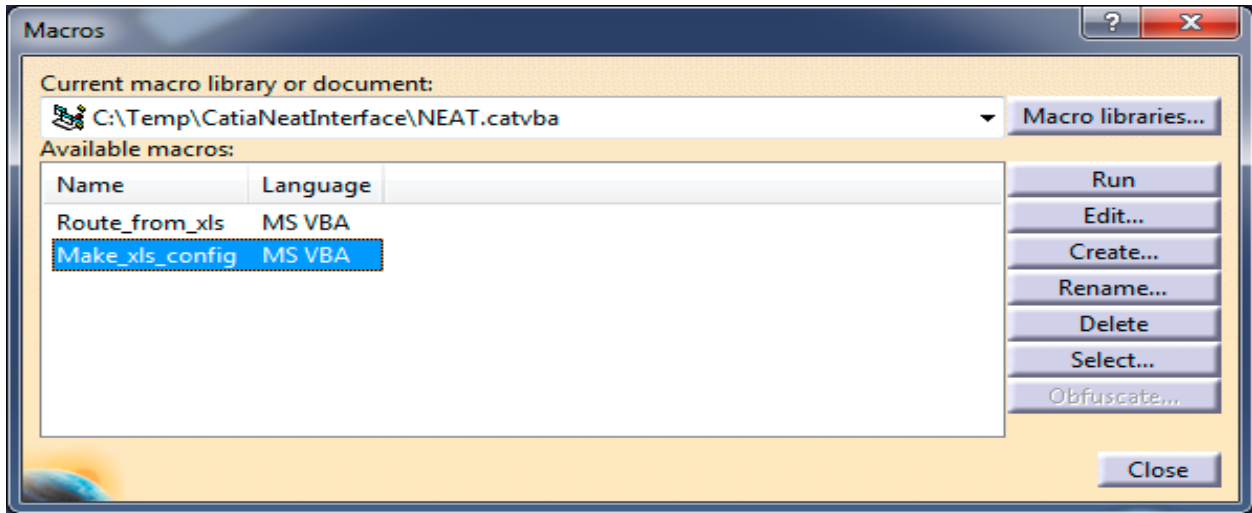 Macros
?
X
Current macro library or document:
C:\Temp\CatiaNeatInterface\NEAT.catvba
Macro libraries...
Available macros:
Name Language
Route_from_xls MS VBA
Make_xls_config MS VBA
Run
Edit...
Create...
Rename...
Delete
Select...
Obfuscate...
Close